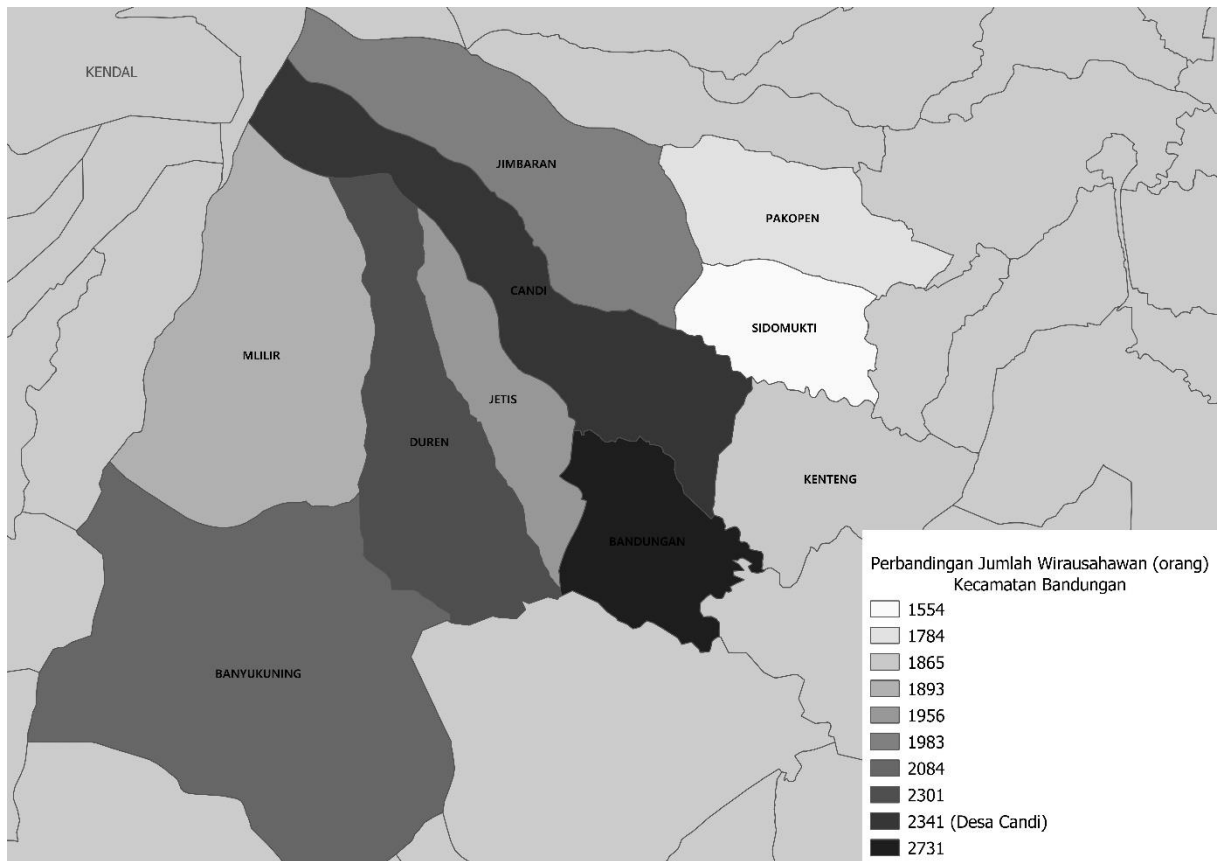 KENDAL
JIMBARAN
PAKOPEN
CANDI
SIDOMUKTI
MLILIR
JETIS
DUREN
KENTENG
BANDUNGAN
BANYUKUNING
Perbandingan Jumlah Wirausahawan (orang)
Kecamatan Bandungan
1554
1784
1865
1893
1956
1983
2084
2301
2341 (Desa Candi)
2731